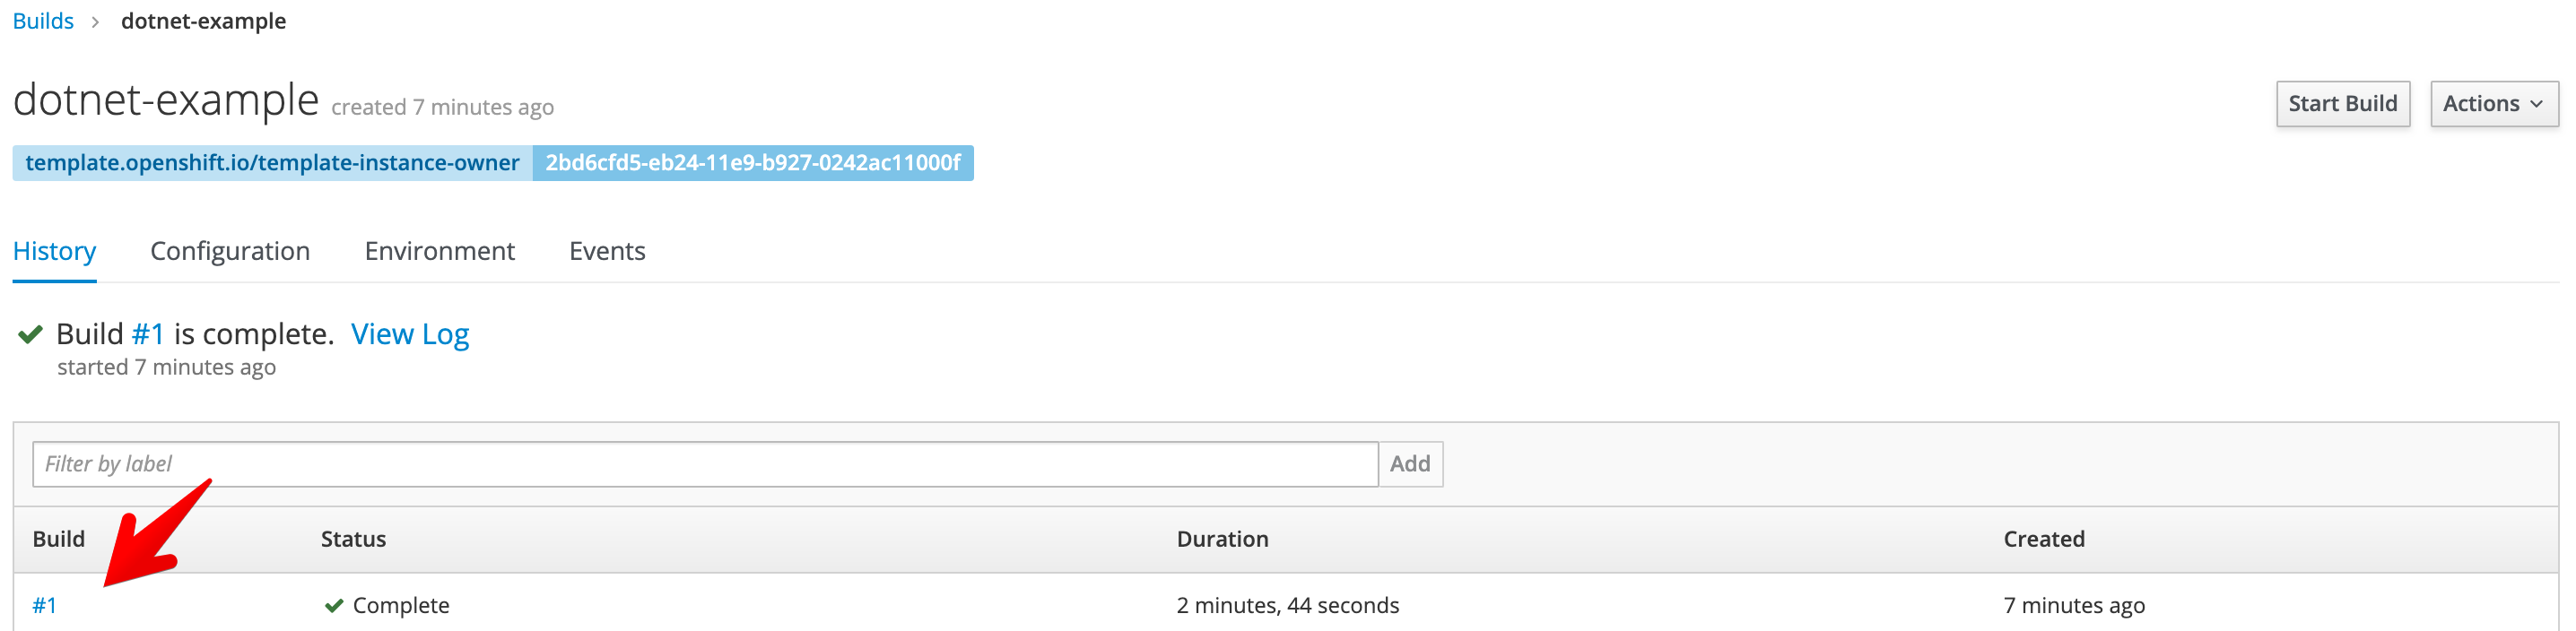 Builds > dotnet-example
dotnet-example created 7 minutes ago
Start Build
Actions
template.openshift.io/template-instance-owner 2bd6cfd5-eb24-11e9-b927-0242ac11000f
History Configuration Environment Events
Build #1 is complete. View Log
started 7 minutes ago
Filter by label Add
Build Status Duration Created
#1 Complete 2 minutes, 44 seconds 7 minutes ago